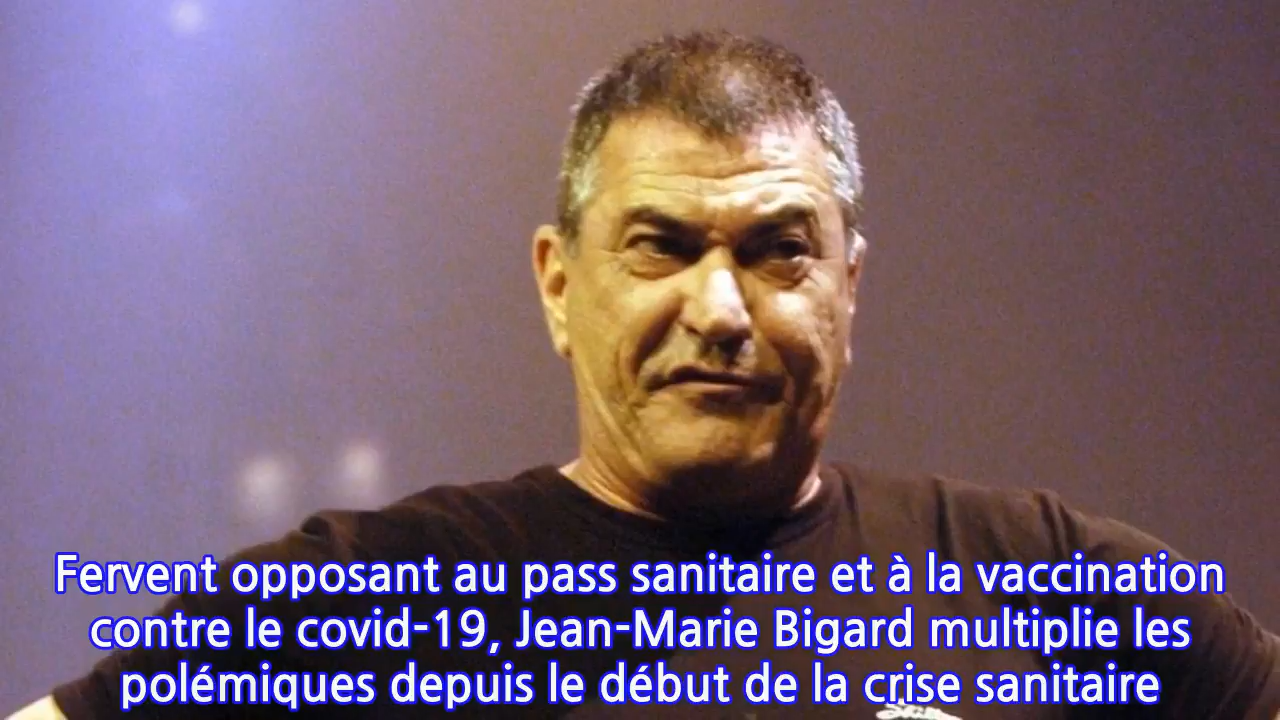 Fervent opposant au pass sanitaire et à la vaccination
contre le covid-19, Jean-Marie Bigard multiplie les
polémiques depuis le début de la crise sanitaire